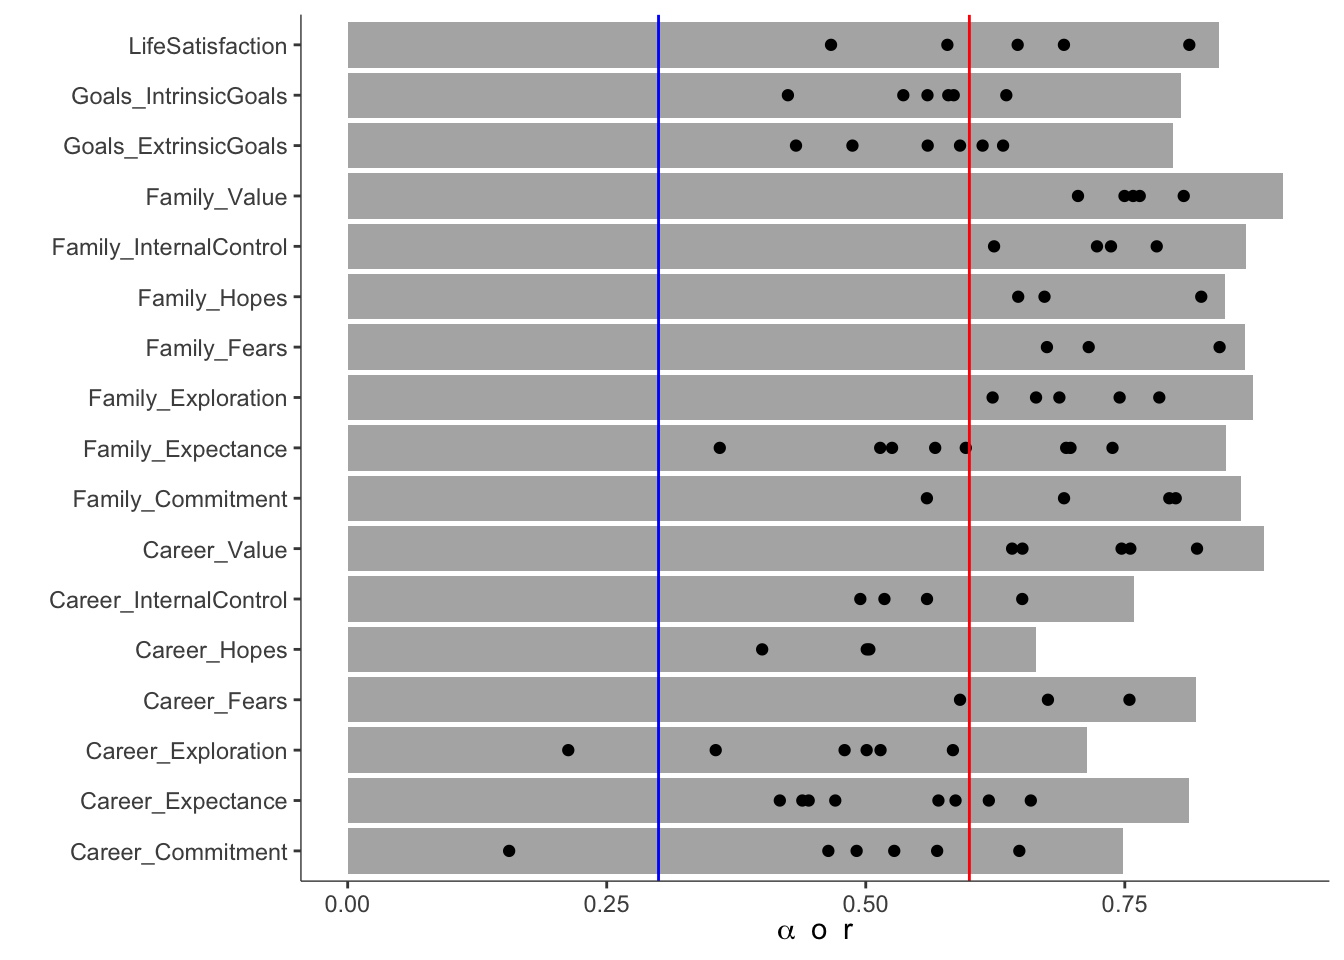 LifeSatisfaction
Goals_IntrinsicGoals
Goals_ExtrinsicGoals
Family_Value
Family_InternalControl
Family_Hopes
Family_Fears
Family_Exploration
Family_Expectance
Family_Commitment
Career_Value
Career_InternalControl
Career_Hopes
Career_Fears
Career_Exploration
Career_Expectance
Career_Commitment
0.00 0.25 0.50 0.75
α o r